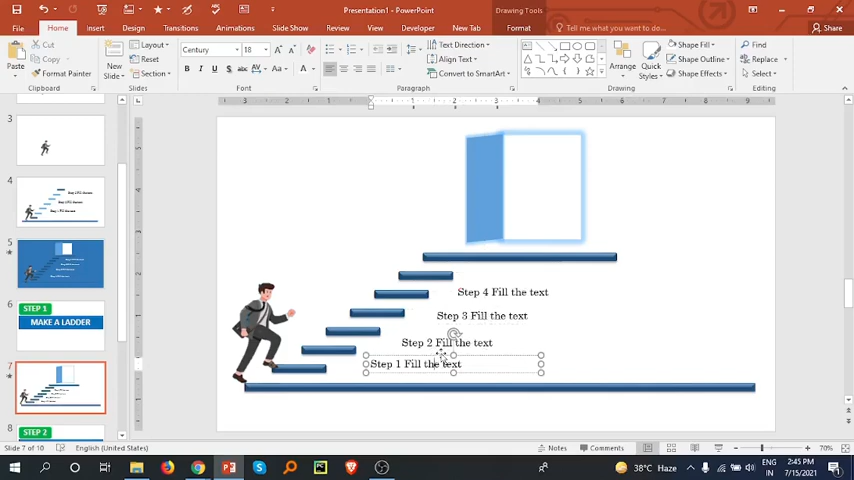 Presentation1 - PowerPoint
Drawing Tools
File
Home
Insert
Design
Transitions
Animations
Slide Show
Review
View
Developer
New Tab
Format
Tell me what you want to do...
Share
Paste
Cut
Copy
Format Painter
Clipboard
New
Slide
Layout
Reset
Section
Slides
Century
18
Font
Text Direction
Align Text
Convert to SmartArt
Paragraph
Arrange
Quick
Styles
Shape Fill
Shape Outline
Shape Effects
Drawing
Find
Replace
Select
Editing
3
4
5
6
STEP 1
MAKE A LADDER
7
8
STEP 2
Step 4 Fill the text
Step 3 Fill the text
Step 2 Fill the text
Step 1 Fill the text
Slide 7 of 10
English (United States)
Notes
Comments
70%
38°C Haze
ENG
IN
2:45 PM
7/15/2021